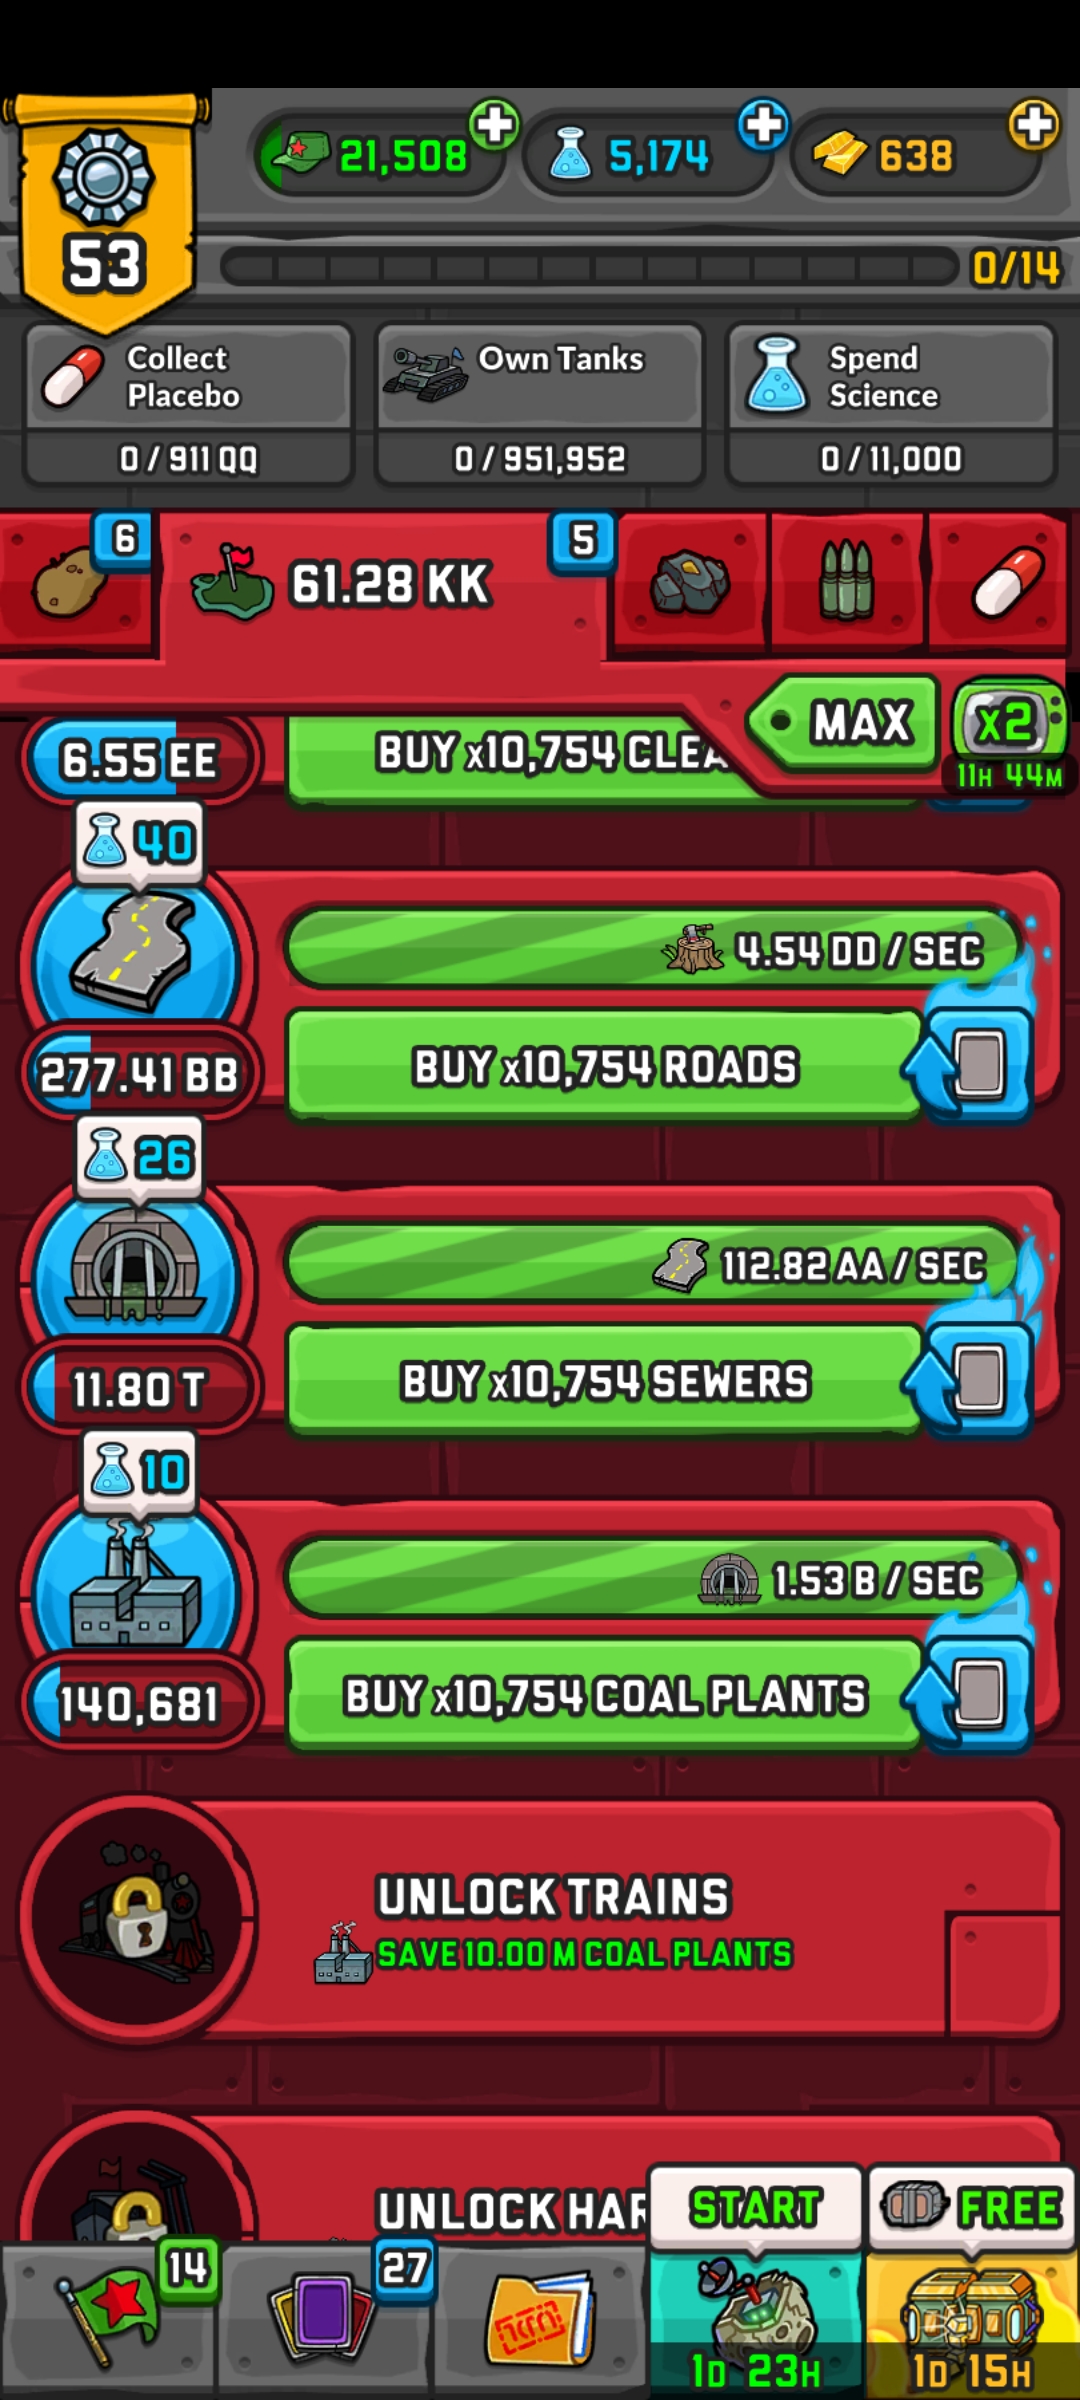 21,508
5,174
638
53
0/14
Collect
Placebo
0 / 911 QQ
Own Tanks
0 / 951,952
Spend
Science
0 / 11,000
6
61.28 KK
5
MAX
x2
11H 44M
6.55 EE
BUY x10,754 CLEA
40
4.54 DD / SEC
277.41 BB
BUY x10,754 ROADS
26
112.82 AA / SEC
11.80 T
BUY x10,754 SEWERS
10
1.53 B / SEC
140,681
BUY x10,754 COAL PLANTS
UNLOCK TRAINS
SAVE 10.00 M COAL PLANTS
UNLOCK HAR
START
FREE
14
27
1D 23H
1D 15H